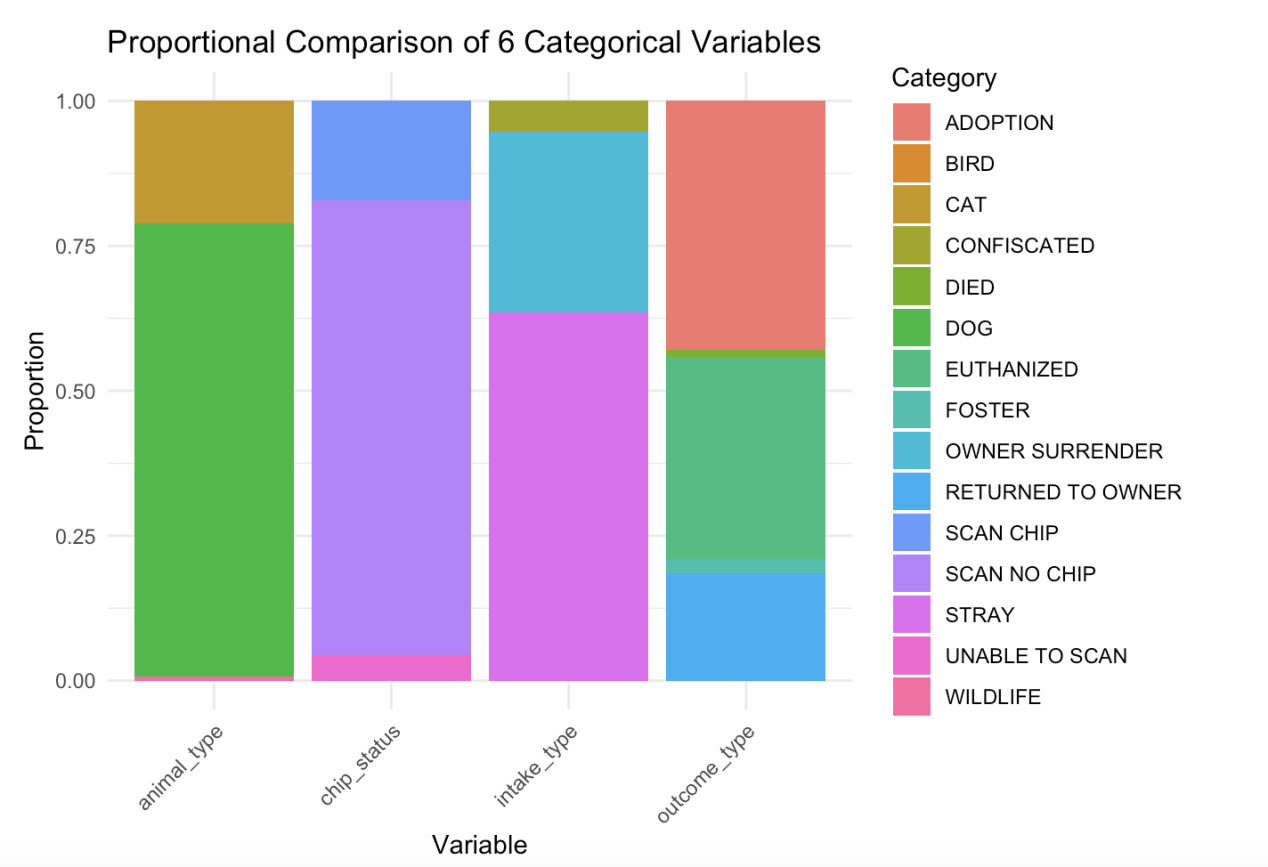 Proportional Comparison of 6 Categorical Variables
Category
ADOPTION
BIRD
CAT
CONFISCATED
DIED
DOG
EUTHANIZED
FOSTER
OWNER SURRENDER
RETURNED TO OWNER
SCAN CHIP
SCAN NO CHIP
STRAY
UNABLE TO SCAN
WILDLIFE
Proportion
1.00
0.75
0.50
0.25
0.00
animal_type
chip_status
intake_type
outcome_type
Variable